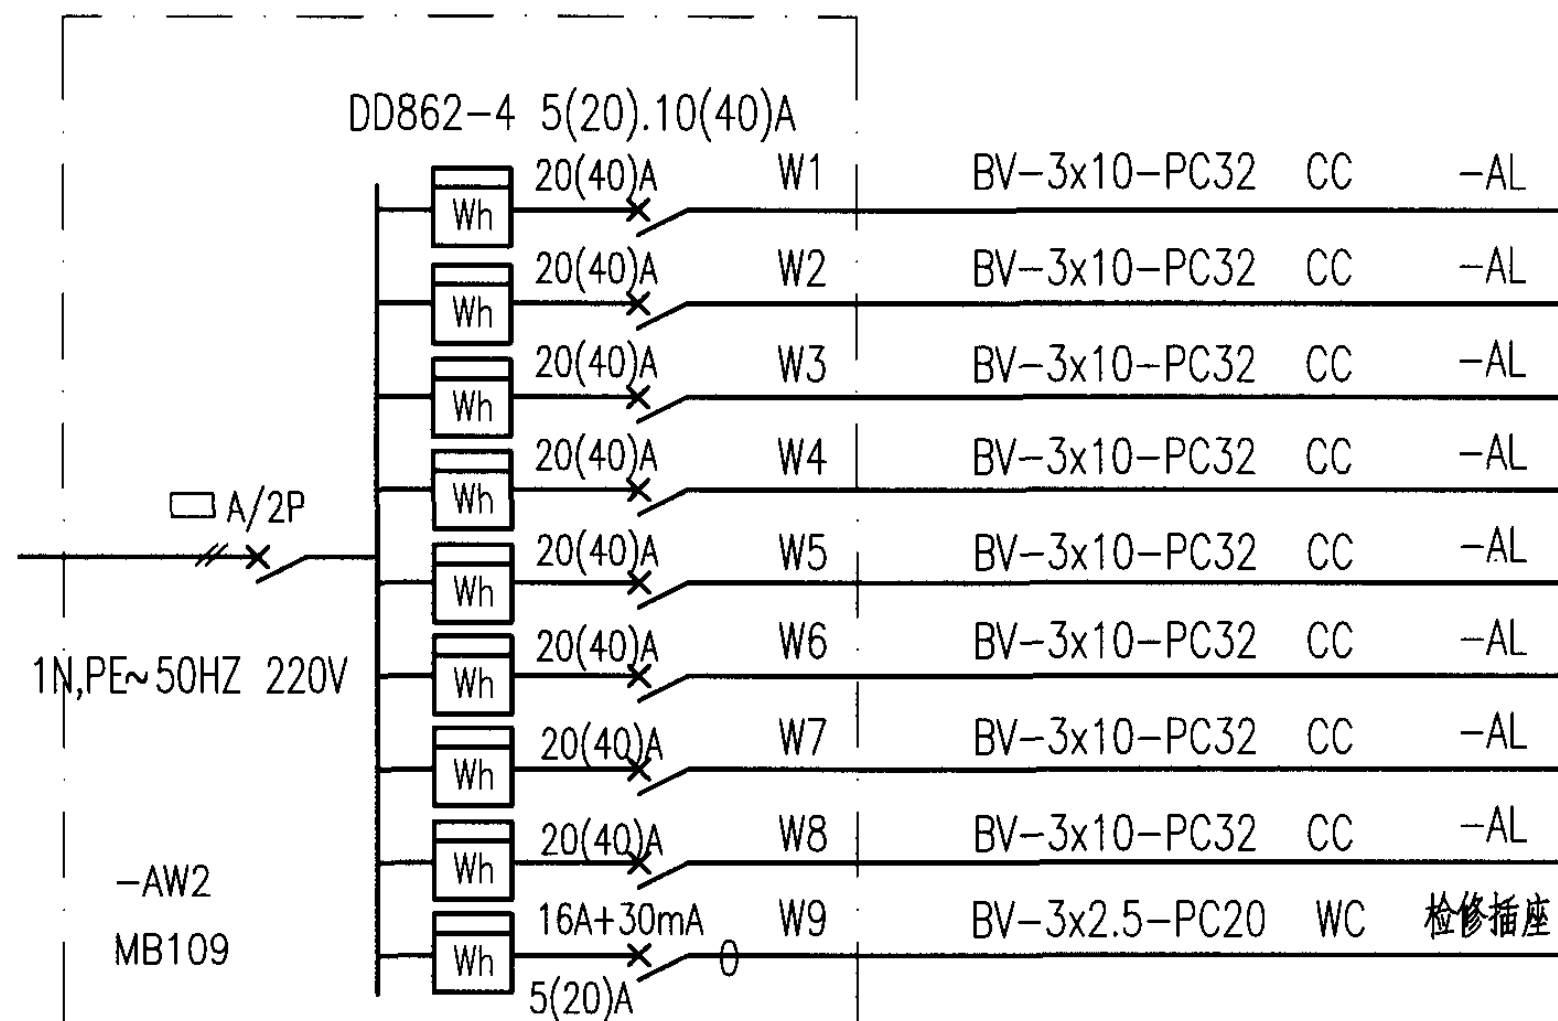 DD862-4 5(20).10(40)A
Wh 20(40)A W1 BV-3x10-PC32 CC -AL
Wh 20(40)A W2 BV-3x10-PC32 CC -AL
Wh 20(40)A W3 BV-3x10-PC32 CC -AL
Wh 20(40)A W4 BV-3x10-PC32 CC -AL
A/2P
Wh 20(40)A W5 BV-3x10-PC32 CC -AL
Wh 20(40)A W6 BV-3x10-PC32 CC -AL
1N,PE~50HZ 220V
Wh 20(40)A W7 BV-3x10-PC32 CC -AL
Wh 20(40)A W8 BV-3x10-PC32 CC -AL
-AW2
MB109
Wh 16A+30mA W9 BV-3x2.5-PC20 WC 检修插座
5(20)A